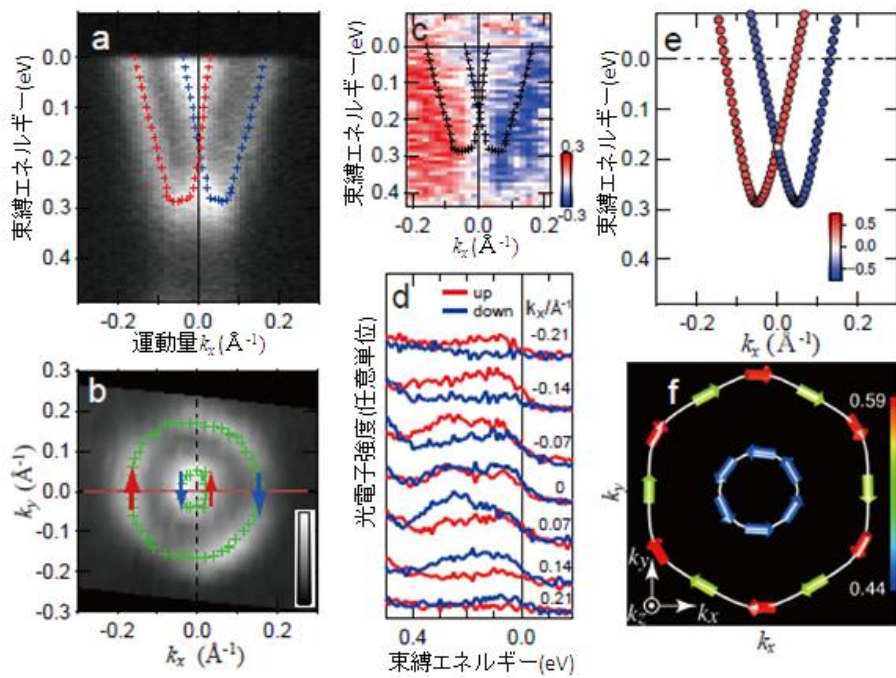 a
束縛エネルギー(eV)
0.0
0.1
0.2
0.3
0.4
-0.2
0.0
0.2
運動量kx(Å-1)
b
ky (Å-1)
0.3
0.2
0.1
0.0
-0.1
-0.2
-0.3
-0.2
0.0
0.2
kx (Å-1)
c
束縛エネルギー(eV)
0.0
0.1
0.2
0.3
0.4
0.3
-0.3
-0.2
0.0
0.2
kx(Å-1)
d
光電子強度(任意単位)
up
down
kx/Å-1
-0.21
-0.14
-0.07
0
0.07
0.14
0.21
0.4
0.0
束縛エネルギー(eV)
e
束縛エネルギー(eV)
0.0
0.1
0.2
0.3
0.4
0.5
0.0
-0.5
-0.2
0.0
0.2
kx(Å-1)
f
0.59
0.44
ky
ky
kz
kx
kx